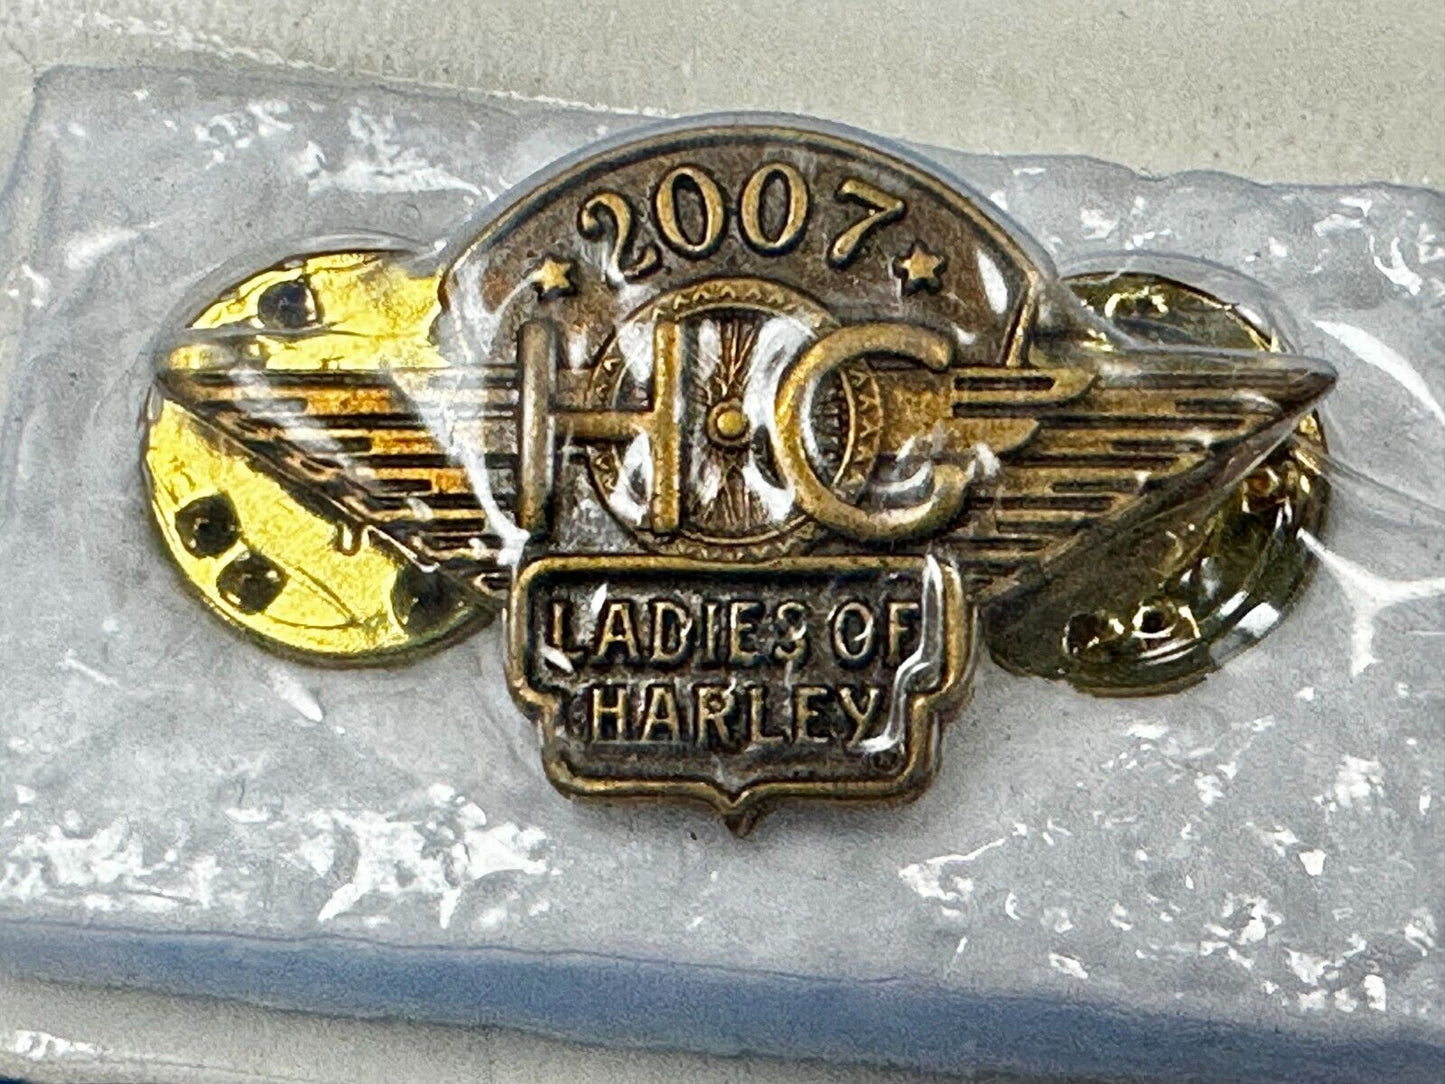 2007
HOG
LADIES OF
HARLEY